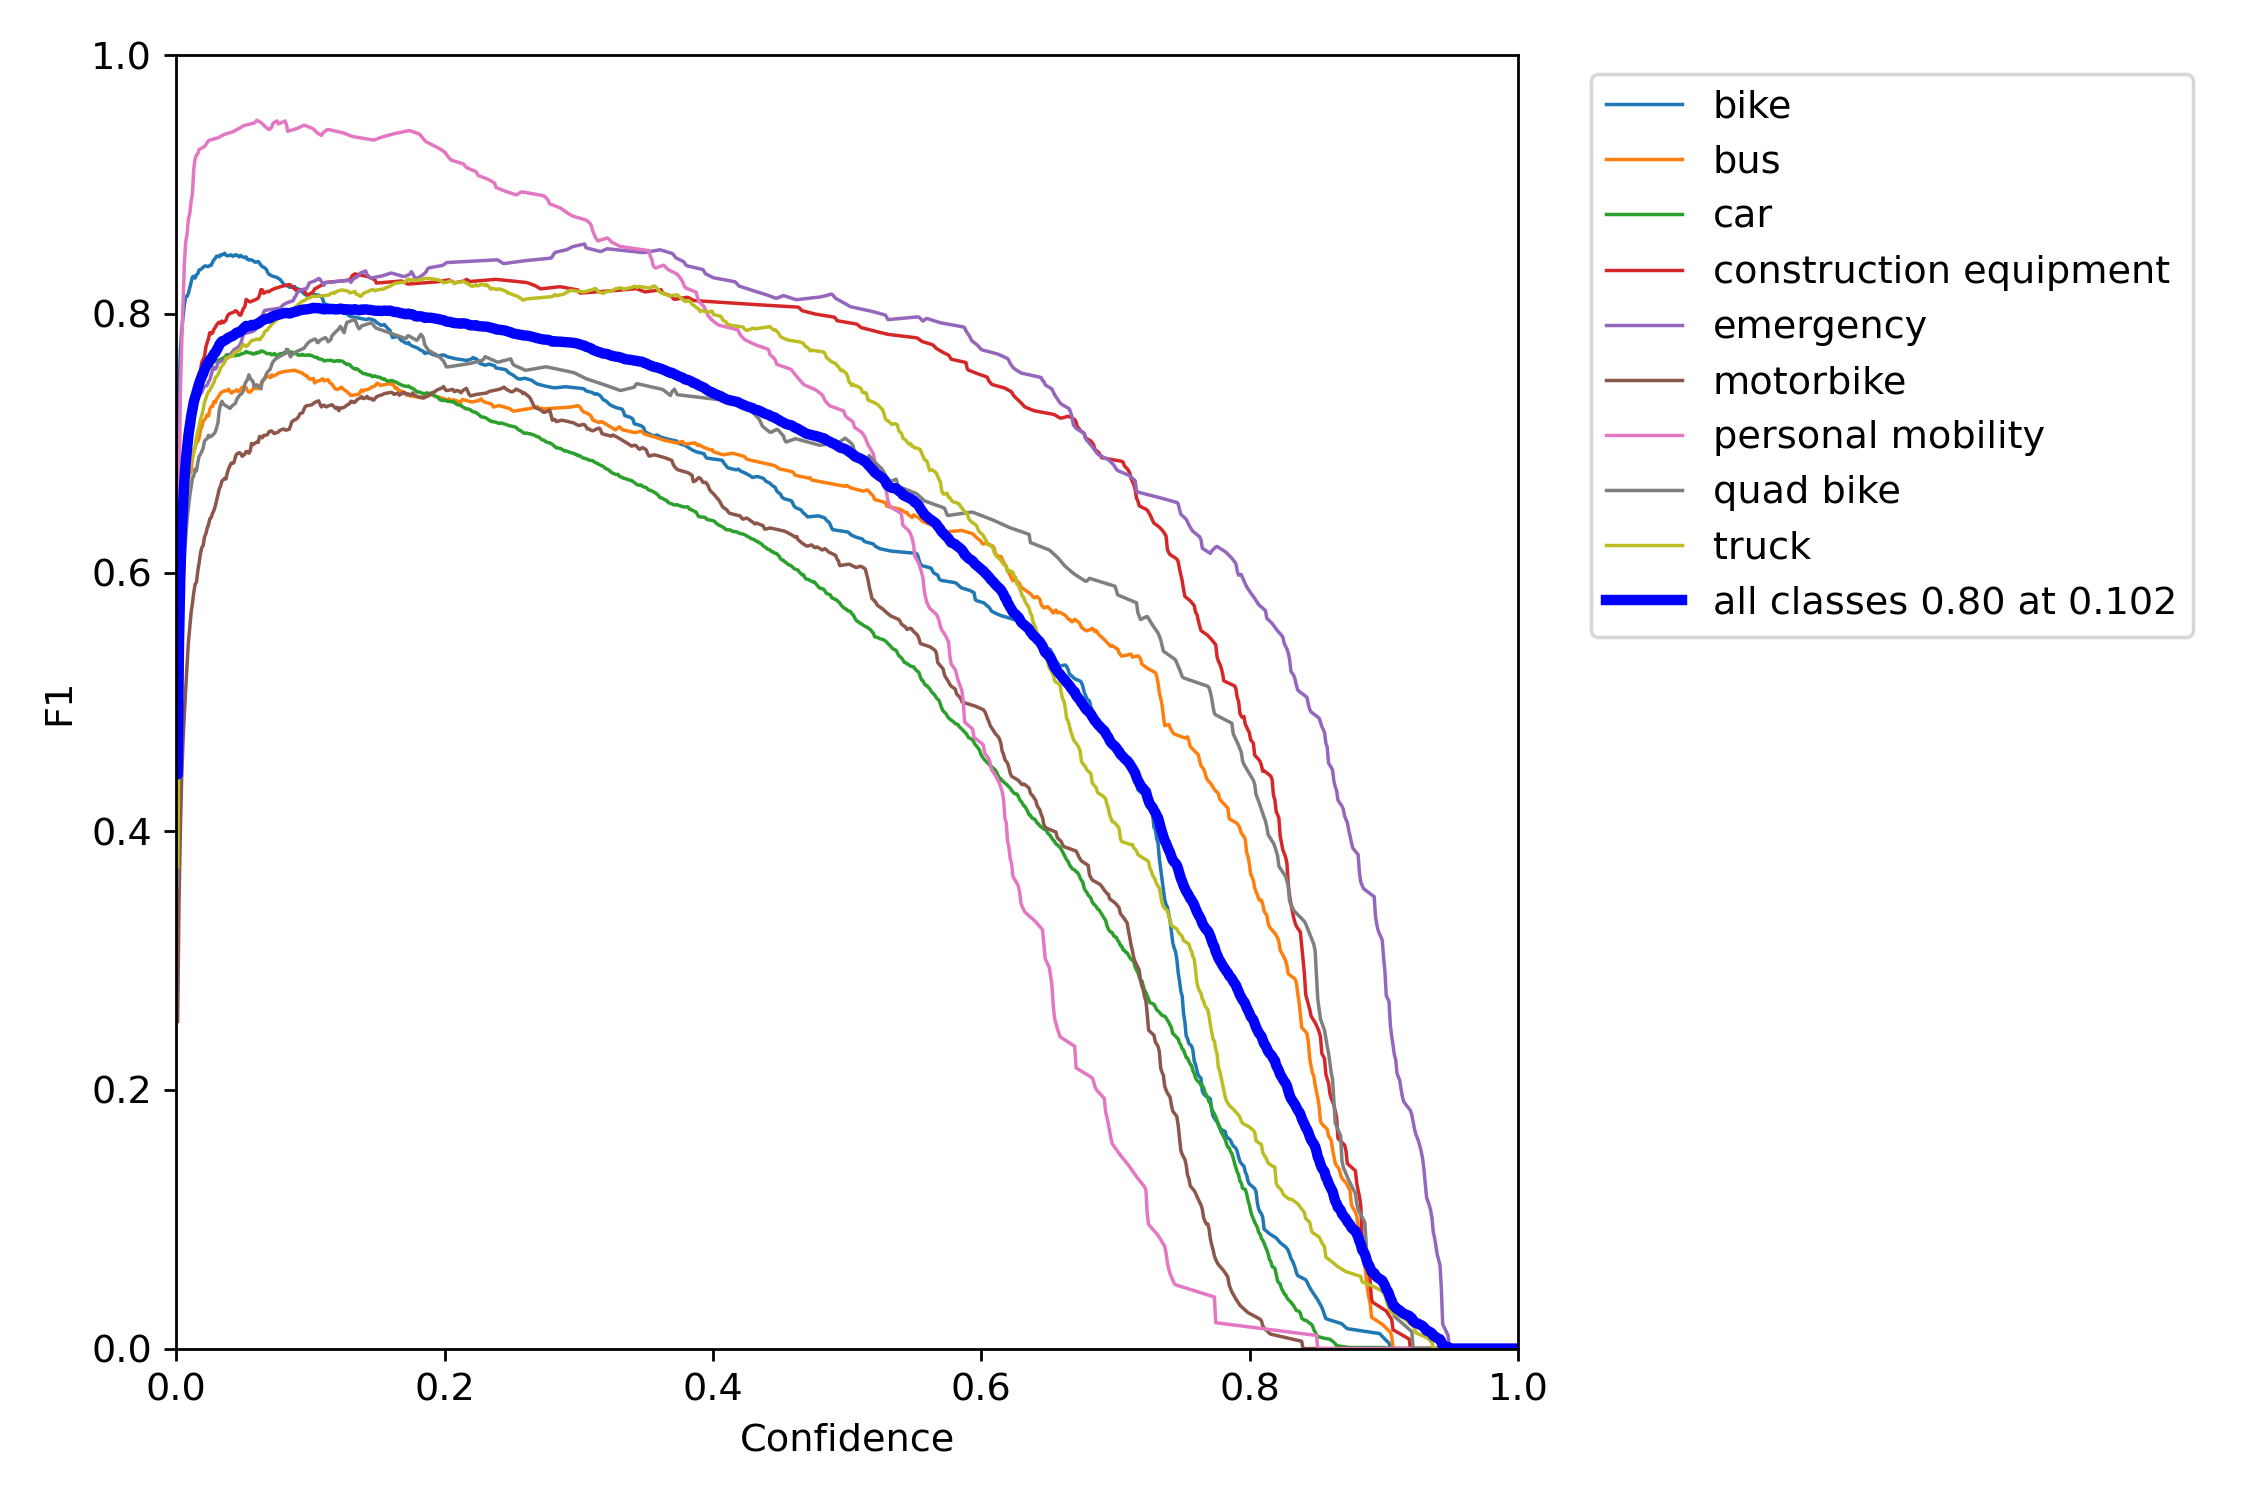 1.0
0.8
0.6
0.4
0.2
0.0
F1
0.0 0.2 0.4 0.6 0.8 1.0
Confidence
bike
bus
car
construction equipment
emergency
motorbike
personal mobility
quad bike
truck
all classes 0.80 at 0.102